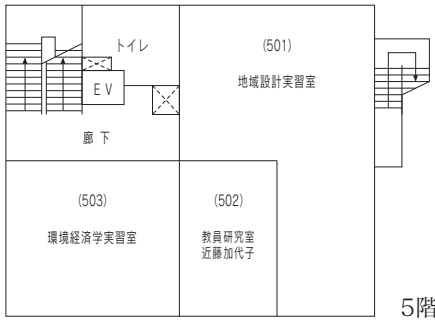 トイレ
(501)
地域設計実習室
EV
廊下
(503)
環境経済学実習室
(502)
教員研究室
近藤加代子
5階